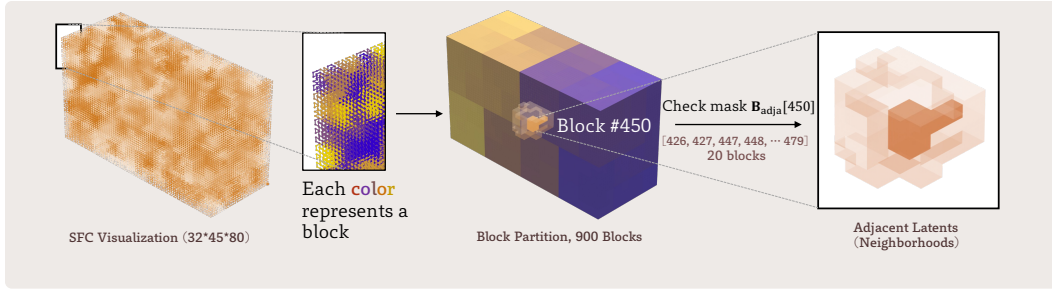 Each color
represents a
block
SFC Visualization (32*45*80)
Block #450
Block Partition, 900 Blocks
Check mask B_adja[450]
[426, 427, 447, 448, ··· 479]
20 blocks
Adjacent Latents
(Neighborhoods)